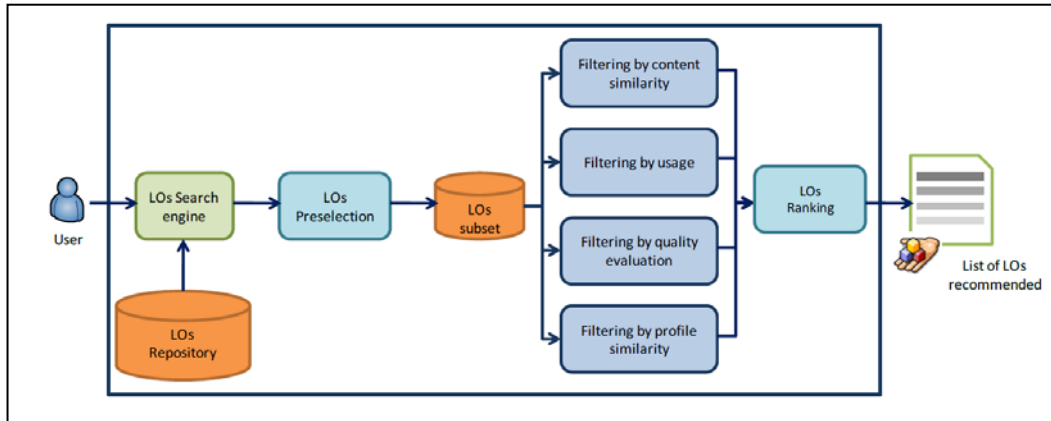 User
LOs Search
engine
LOs
Repository
LOs
Preselection
LOs
subset
Filtering by content
similarity
Filtering by usage
Filtering by quality
evaluation
Filtering by profile
similarity
LOs
Ranking
List of LOs
recommended